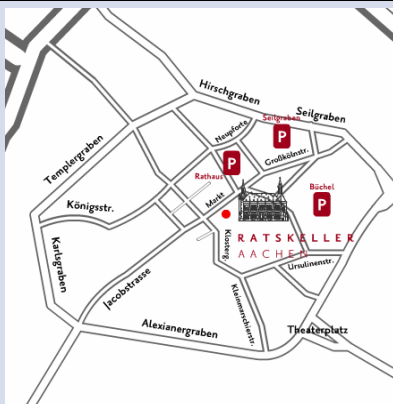 Hirschgraben
Seilgraben
Seilgraben
P
Neupforte
Templergraben
P
Großkölnstr.
Rathaus
Büchel
P
Markt
Königsstr.
Klosterg.
RATSKELLER
AACHEN
Karlsgraben
Ursulinenstr.
Jacobstrasse
Kleinmarschierstr.
Alexianergraben
Theaterplatz